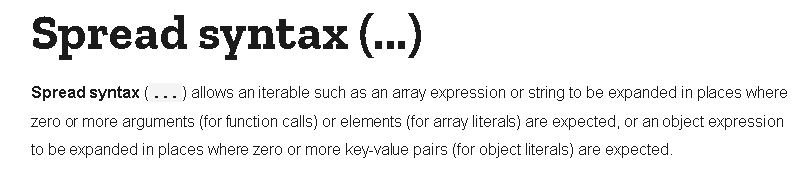 Spread syntax (...)
Spread syntax (...) allows an iterable such as an array expression or string to be expanded in places where
zero or more arguments (for function calls) or elements (for array literals) are expected, or an object expression
to be expanded in places where zero or more key-value pairs (for object literals) are expected.